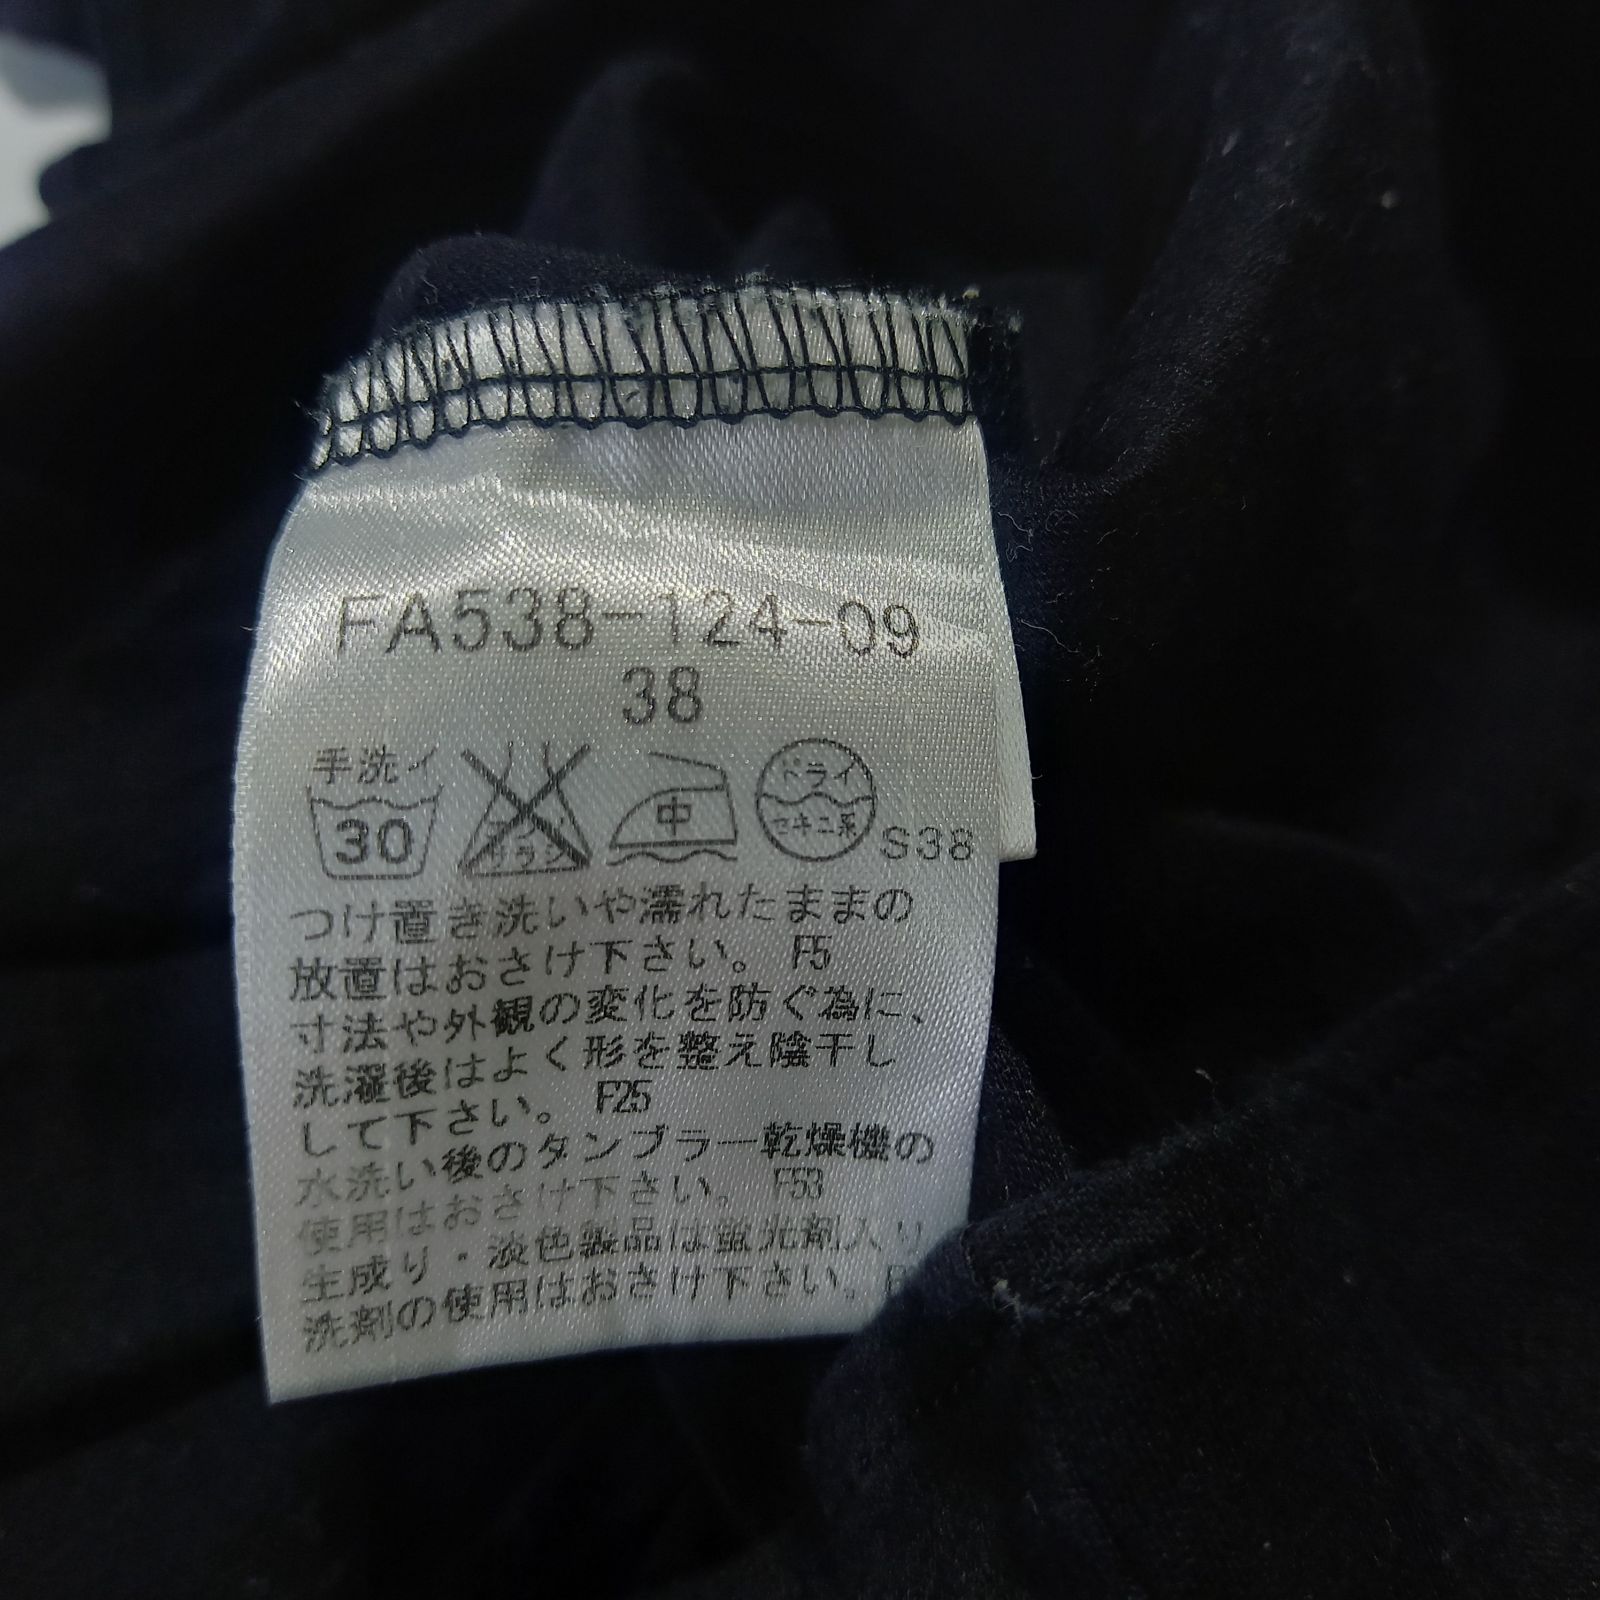 FA538-124-09
38
手洗イ
30
エンソ
サラシ
中
ドライ
セキユ系
S38
つけ置き洗いや濡れたままの
放置はおさけ下さい。 F5
寸法や外観の変化を防ぐ為に、
洗濯後はよく形を整え陰干し
して下さい。 F25
水洗い後のタンブラー乾燥機の
使用はおさけ下さい。 F53
生成り・淡色製品は蛍光剤入り
洗剤の使用はおさけ下さい。